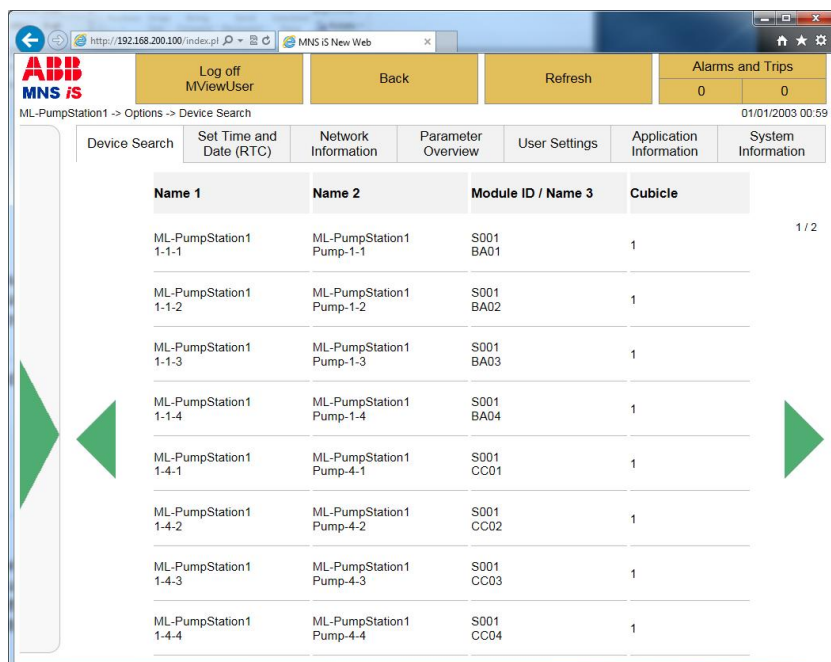 http://192.168.200.100/index.pl
MNS iS New Web
ABB
MNS iS
Log off
MViewUser
Back
Refresh
Alarms and Trips
0 0
ML-PumpStation1 -> Options -> Device Search
01/01/2003 00:59
Device Search
Set Time and
Date (RTC)
Network
Information
Parameter
Overview
User Settings
Application
Information
System
Information
Name 1 Name 2 Module ID / Name 3 Cubicle
1 / 2
ML-PumpStation1 ML-PumpStation1 S001
1-1-1 Pump-1-1 BA01 1
ML-PumpStation1 ML-PumpStation1 S001
1-1-2 Pump-1-2 BA02 1
ML-PumpStation1 ML-PumpStation1 S001
1-1-3 Pump-1-3 BA03 1
ML-PumpStation1 ML-PumpStation1 S001
1-1-4 Pump-1-4 BA04 1
ML-PumpStation1 ML-PumpStation1 S001
1-4-1 Pump-4-1 CC01 1
ML-PumpStation1 ML-PumpStation1 S001
1-4-2 Pump-4-2 CC02 1
ML-PumpStation1 ML-PumpStation1 S001
1-4-3 Pump-4-3 CC03 1
ML-PumpStation1 ML-PumpStation1 S001
1-4-4 Pump-4-4 CC04 1